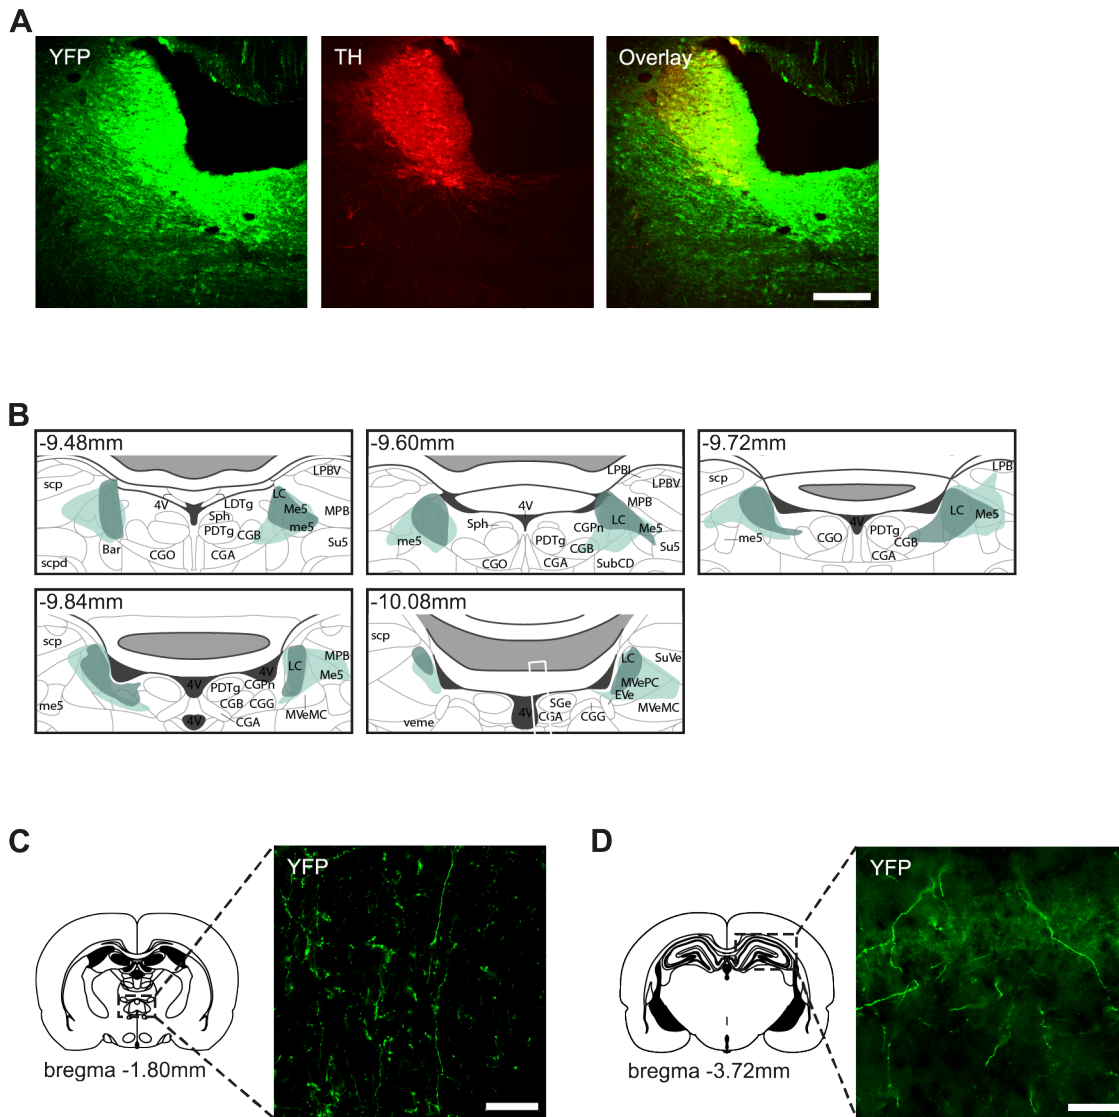 A
YFP
TH
Overlay
B
-9.48mm
scp
LPBV
4V
LDTg
LC
Me5
MPB
Sph
PDTg
me5
CGB
Su5
Bar
CGO
CGA
scpd
-9.60mm
LPBI
LPBV
4V
MPB
Sph
CGPn
LC
Me5
me5
PDTg
CGB
Su5
CGO
CGA
SubCD
-9.72mm
scp
LPB
LC
Me5
4V
PDTg
me5
CGO
CGB
CGA
-9.84mm
scp
4V
LC
MPB
Me5
4V
PDTg
CGPn
me5
CGB
CGG
MVeMC
4V
CGA
-10.08mm
scp
LC
SuVe
MVePC
EVe
SGe
MVeMC
veme
4V
CGA
CGG
C
YFP
bregma -1.80mm
D
YFP
bregma -3.72mm